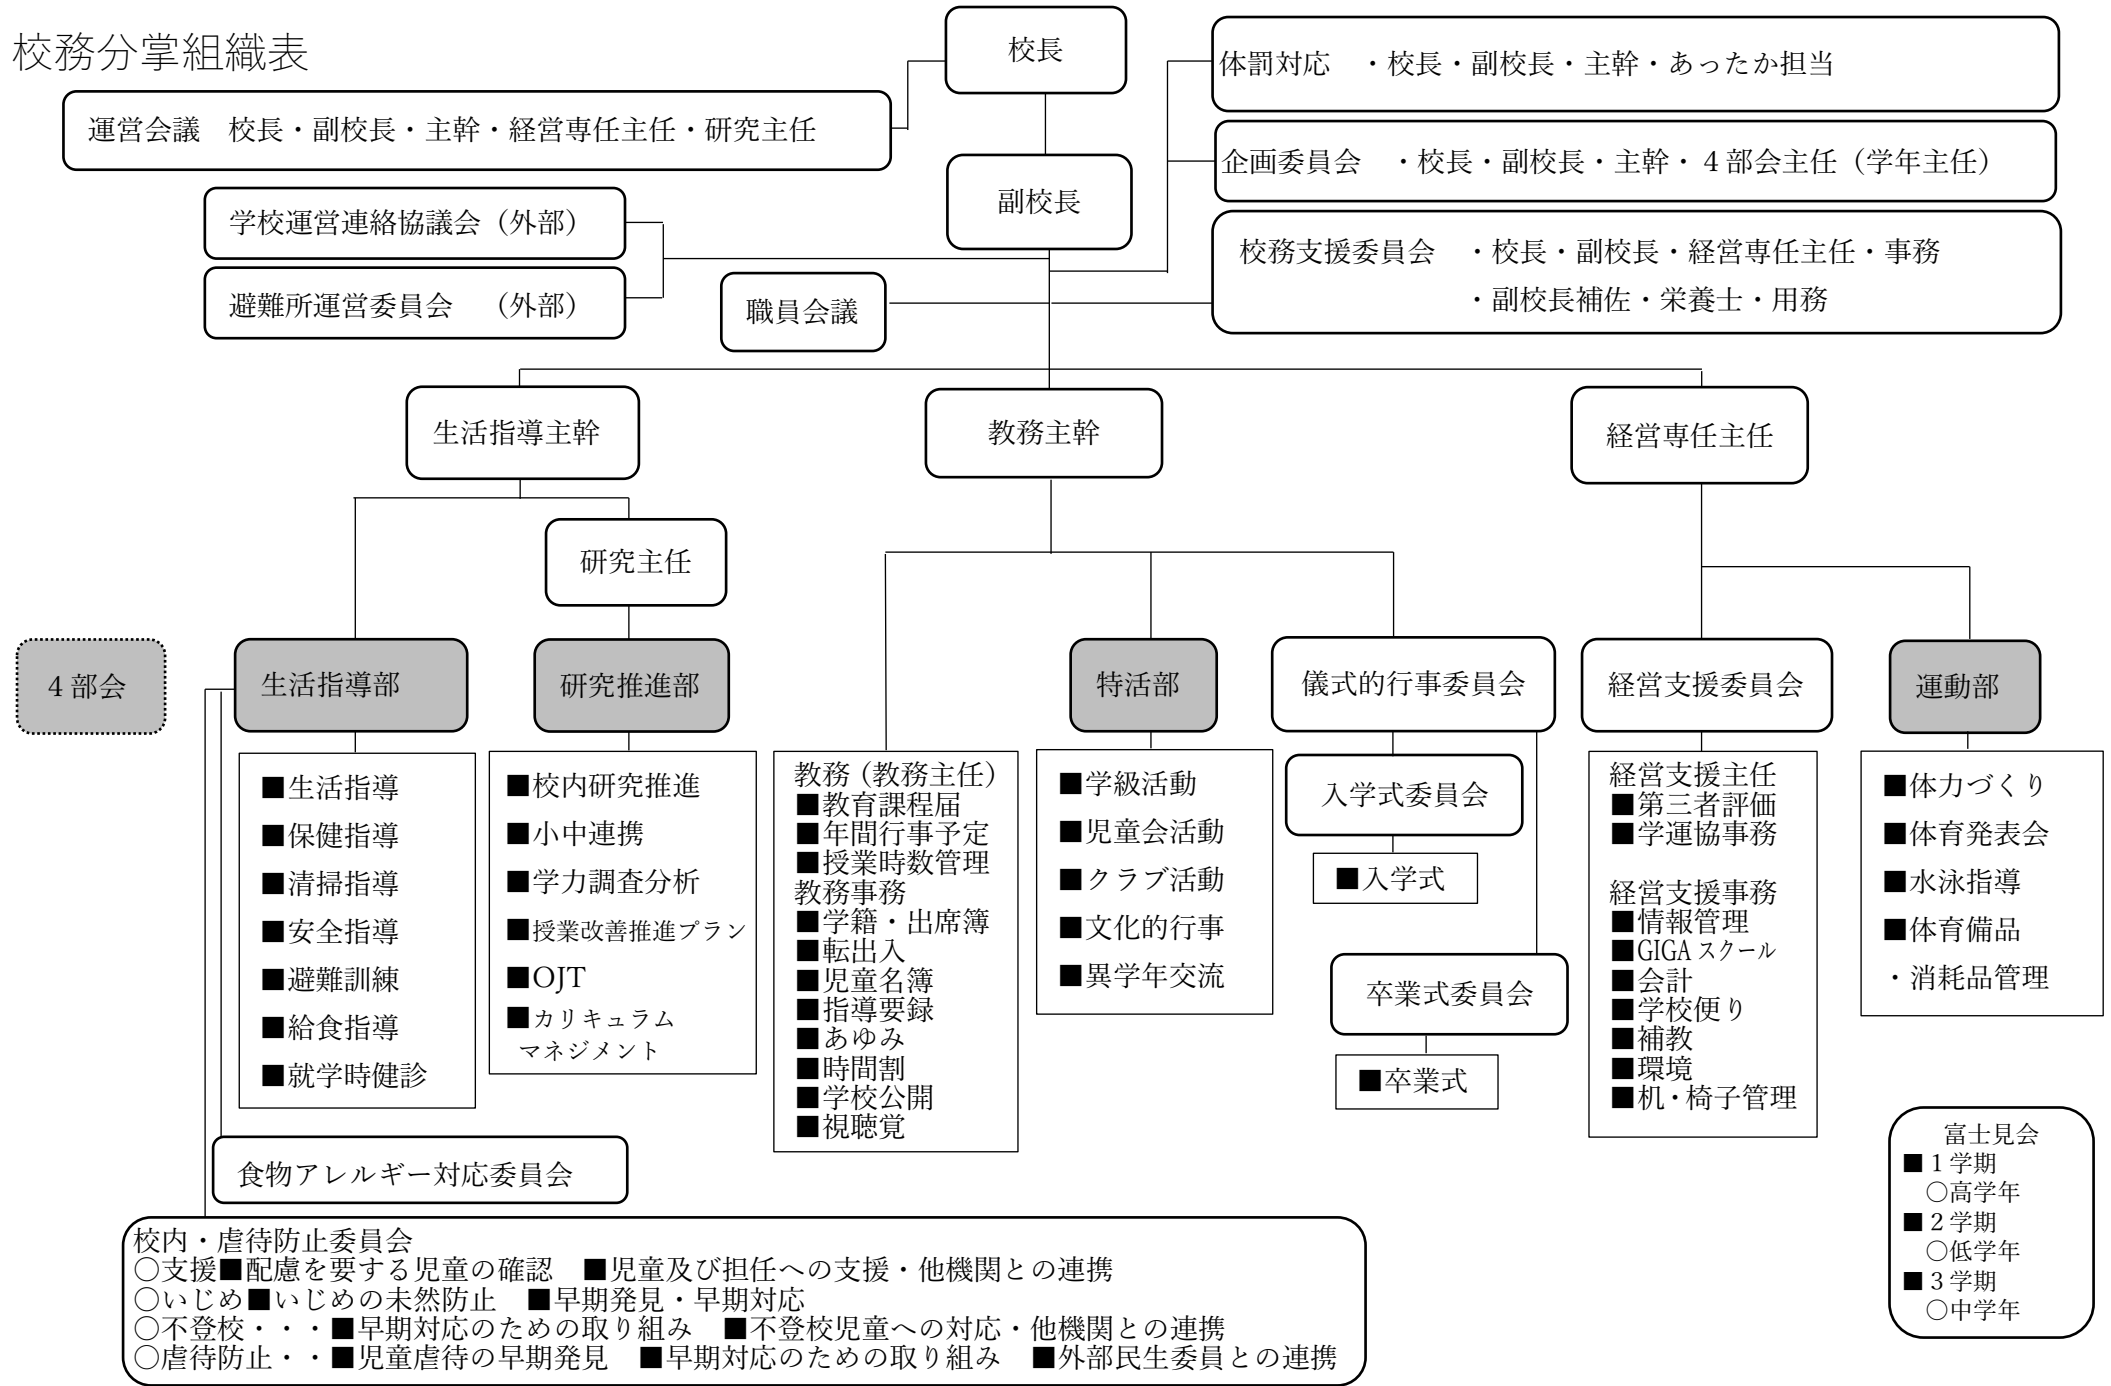 校務分掌組織表
校長
体罰対応　・校長・副校長・主幹・あったか担当
運営会議　校長・副校長・主幹・経営専任主任・研究主任
企画委員会　・校長・副校長・主幹・４部会主任（学年主任）
副校長
学校運営連絡協議会（外部）
校務支援委員会　・校長・副校長・経営専任主任・事務
・副校長補佐・栄養士・用務
避難所運営委員会　（外部）
職員会議
生活指導主幹
教務主幹
経営専任主任
研究主任
４部会
生活指導部
研究推進部
特活部
儀式的行事委員会
経営支援委員会
運動部
■生活指導
■保健指導
■清掃指導
■安全指導
■避難訓練
■給食指導
■就学時健診
■校内研究推進
■小中連携
■学力調査分析
■授業改善推進プラン
■OJT
■カリキュラム
マネジメント
教務（教務主任）
■教育課程届
■年間行事予定
■授業時数管理
教務事務
■学籍・出席簿
■転出入
■児童名簿
■指導要録
■あゆみ
■時間割
■学校公開
■視聴覚
■学級活動
■児童会活動
■クラブ活動
■文化的行事
■異学年交流
入学式委員会
■入学式
卒業式委員会
■卒業式
経営支援主任
■第三者評価
■学運協事務
経営支援事務
■情報管理
■GIGAスクール
■会計
■学校便り
■補教
■環境
■机・椅子管理
■体力づくり
■体育発表会
■水泳指導
■体育備品
・消耗品管理
食物アレルギー対応委員会
校内・虐待防止委員会
○支援■配慮を要する児童の確認　■児童及び担任への支援・他機関との連携
○いじめ■いじめの未然防止　■早期発見・早期対応
○不登校・・・■早期対応のための取り組み　■不登校児童への対応・他機関との連携
○虐待防止・・■児童虐待の早期発見　■早期対応のための取り組み　■外部民生委員との連携
富士見会
■１学期
○高学年
■２学期
○低学年
■３学期
○中学年